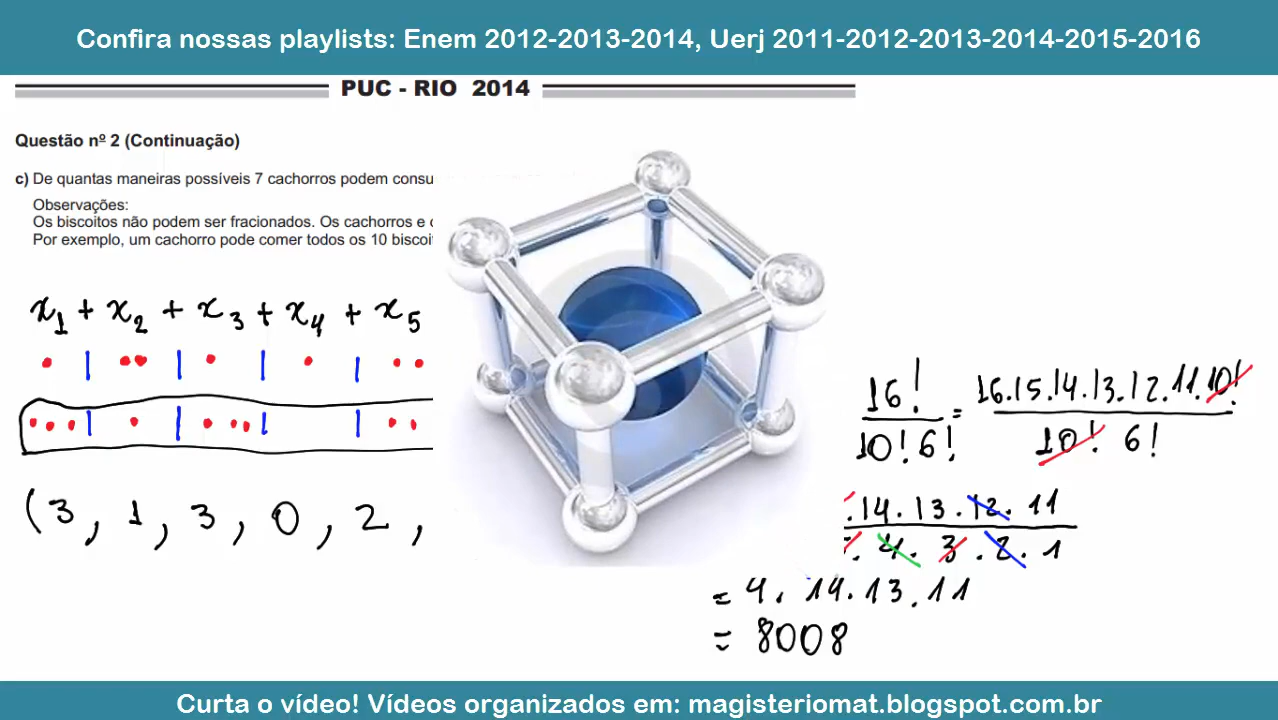 Confira nossas playlists: Enem 2012-2013-2014, Uerj 2011-2012-2013-2014-2015-2016
PUC - RIO 2014
Questão nº 2 (Continuação)
c) De quantas maneiras possíveis 7 cachorros podem consu
Observações:
Os biscoitos não podem ser fracionados. Os cachorros e
Por exemplo, um cachorro pode comer todos os 10 biscoi
x₁ + x₂ + x₃ + x₄ + x₅
(3, 1, 3, 0, 2,
16! / 10! 6! = 16.15.14.13.12.11.10! / 10! 6!
.14.13.12.11
4.3.2.1
= 4.14.13.11
= 8008
Curta o vídeo! Vídeos organizados em: magisteriomat.blogspot.com.br